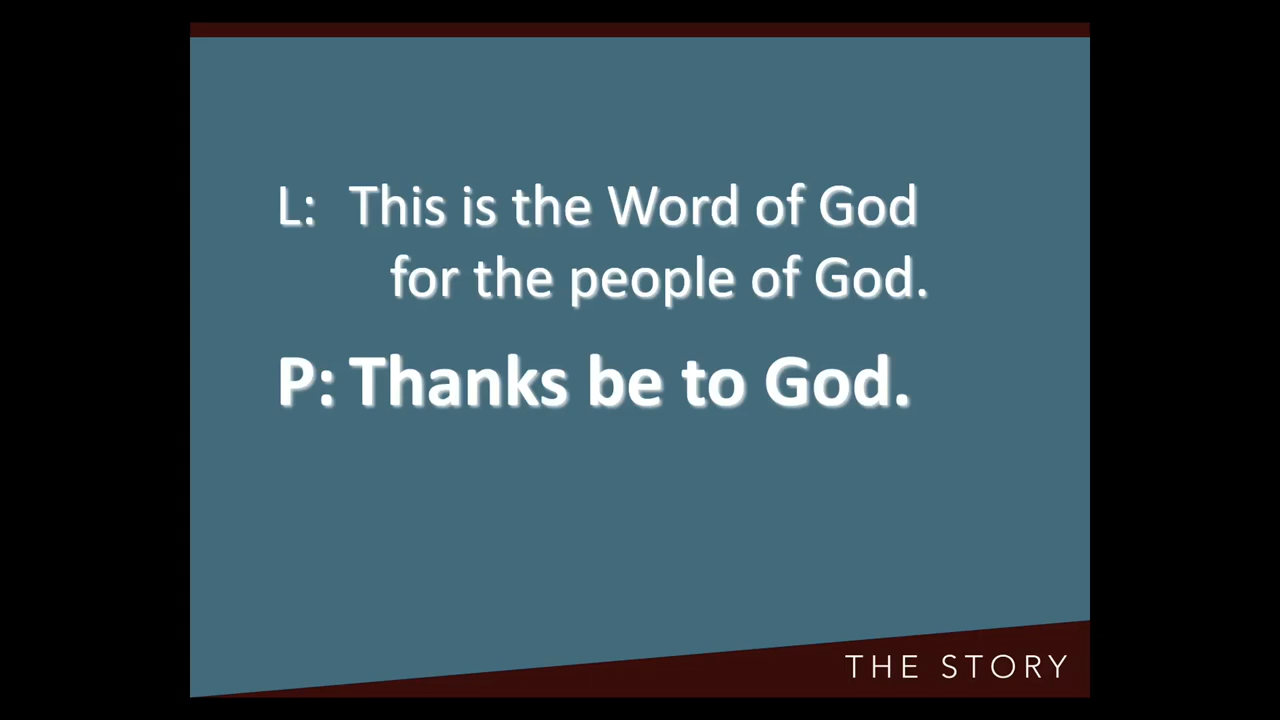 L: This is the Word of God
for the people of God.
P: Thanks be to God.
THE STORY